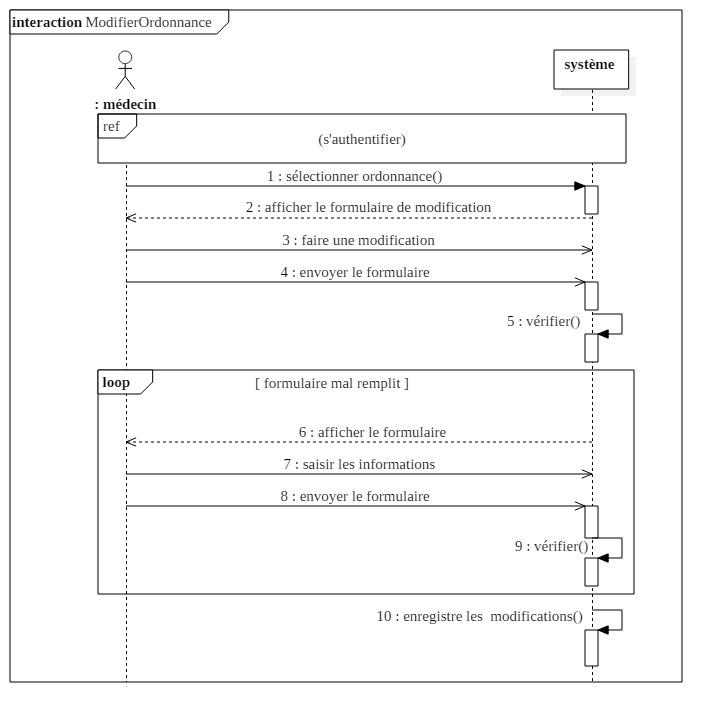 interaction ModifierOrdonnance
système
: médecin
ref
(s'authentifier)
1 : sélectionner ordonnance()
2 : afficher le formulaire de modification
3 : faire une modification
4 : envoyer le formulaire
5 : vérifier()
loop
[ formulaire mal remplit ]
6 : afficher le formulaire
7 : saisir les informations
8 : envoyer le formulaire
9 : vérifier()
10 : enregistre les  modifications()